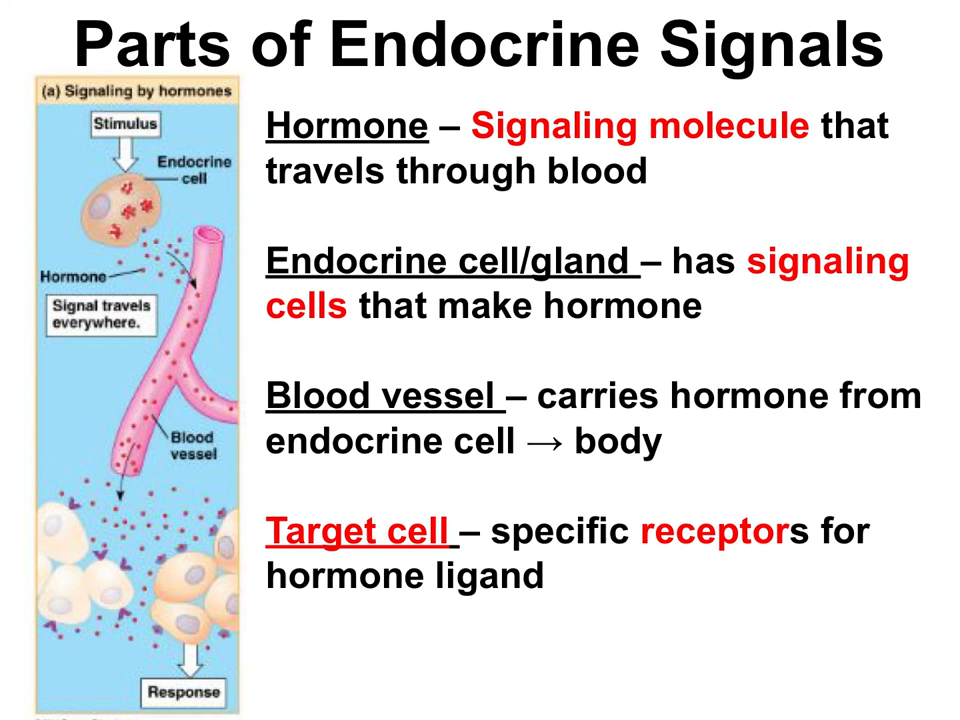 Parts of Endocrine Signals
(a) Signaling by hormones
Stimulus
Endocrine
cell
Hormone
Signal travels
everywhere.
Blood
vessel
Response
Hormone – Signaling molecule that
travels through blood
Endocrine cell/gland – has signaling
cells that make hormone
Blood vessel – carries hormone from
endocrine cell → body
Target cell – specific receptors for
hormone ligand